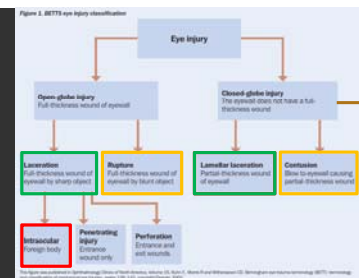 Figure 1. BETTS eye injury classification
Eye injury
Open-globe injury
Full-thickness wound of
eyewall
Closed-globe injury
The eyewall does not have a full-
thickness wound
Laceration
Full-thickness wound of
eyewall by sharp object
Rupture
Full-thickness wound of
eyewall by blunt object
Lamellar laceration
Partial-thickness wound
of eyewall
Contusion
Blow to eyewall causing
partial-thickness wound
Intraocular
Foreign body
Penetrating
injury
Entrance
wound only
Perforation
Entrance and
exit wounds